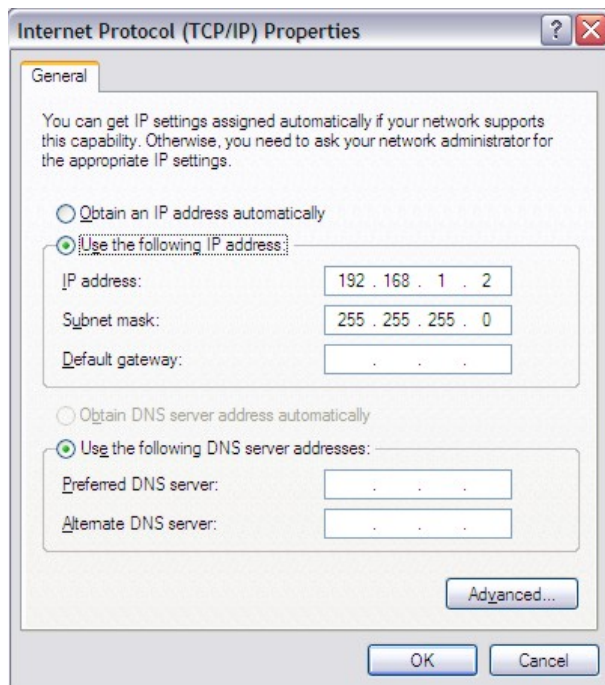 Internet Protocol (TCP/IP) Properties
?
General
You can get IP settings assigned automatically if your network supports
this capability. Otherwise, you need to ask your network administrator for
the appropriate IP settings.
Obtain an IP address automatically
Use the following IP address:
IP address: 192 . 168 . 1 . 2
Subnet mask: 255 . 255 . 255 . 0
Default gateway: . . .
Obtain DNS server address automatically
Use the following DNS server addresses:
Preferred DNS server: . . .
Alternate DNS server: . . .
Advanced...
OK Cancel